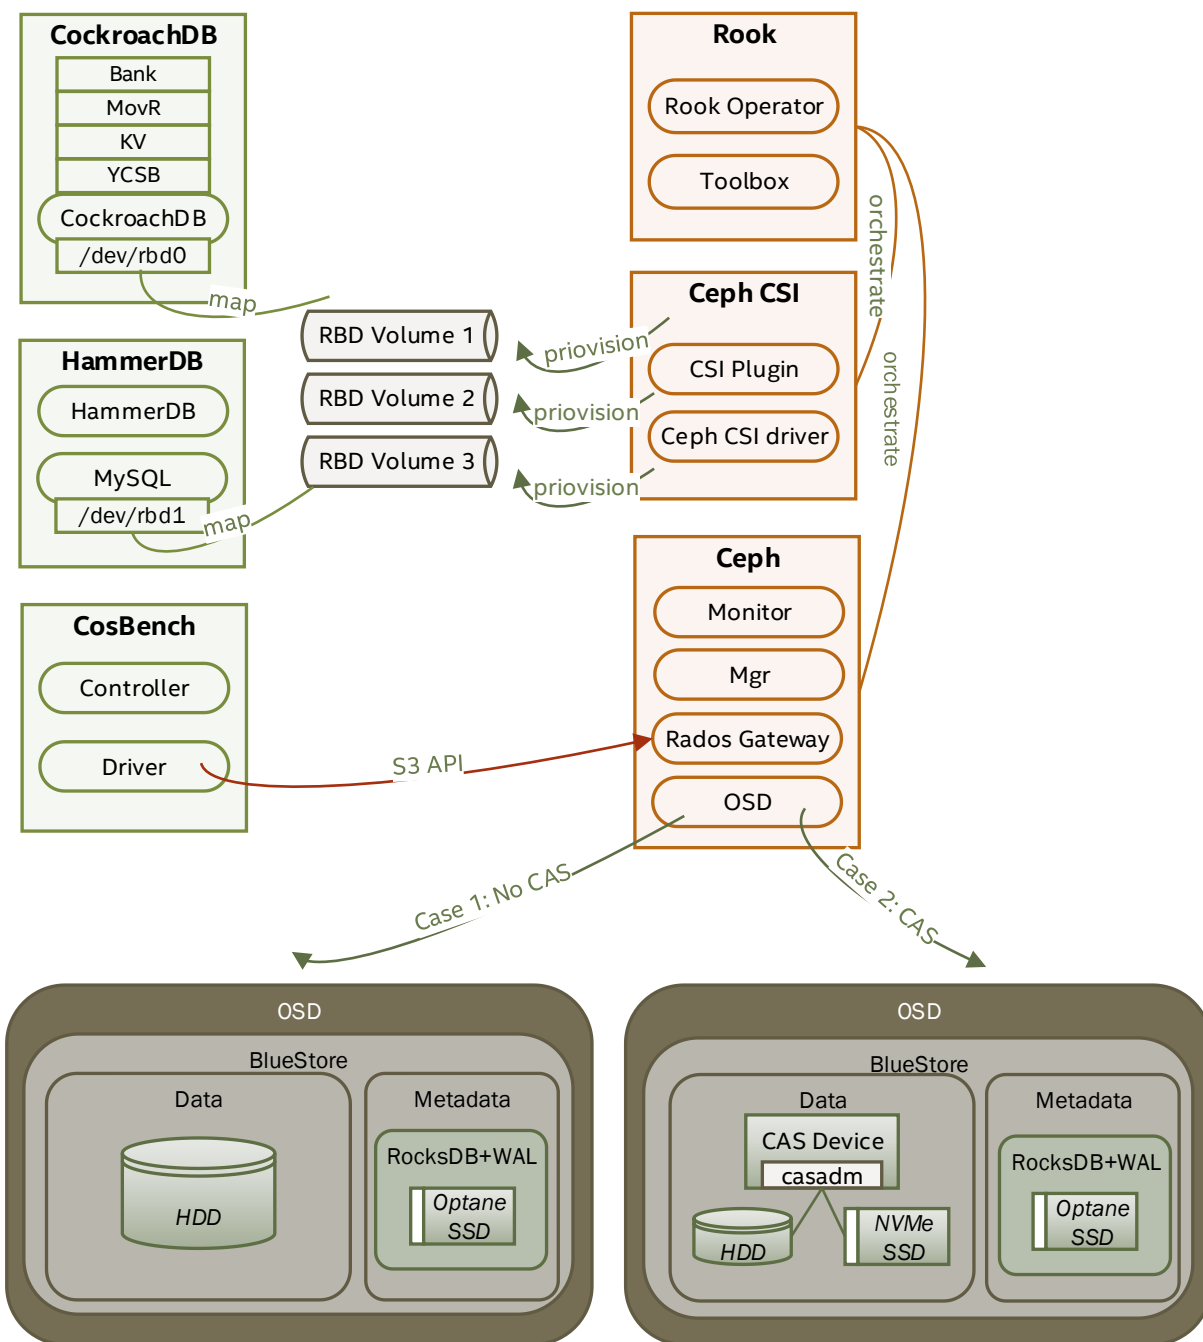 CockroachDB
Bank
MovR
KV
YCSB
CockroachDB
/dev/rbd0
map
HammerDB
HammerDB
MySQL
/dev/rbd1
map
CosBench
Controller
Driver
S3 API
RBD Volume 1
RBD Volume 2
RBD Volume 3
priovision
priovision
priovision
Rook
Rook Operator
Toolbox
orchestrate
orchestrate
Ceph CSI
CSI Plugin
Ceph CSI driver
Ceph
Monitor
Mgr
Rados Gateway
OSD
Case 1: No CAS
Case 2: CAS
OSD
BlueStore
Data
HDD
Metadata
RocksDB+WAL
Optane
SSD
OSD
BlueStore
Data
CAS Device
casadm
HDD
NVMe
SSD
Metadata
RocksDB+WAL
Optane
SSD